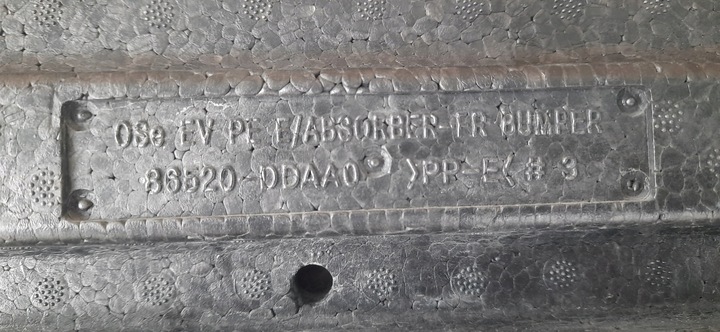 OSe EV PE E/ABSORBER-FR BUMPER
86520-DDAA0 >PP-E< # 3